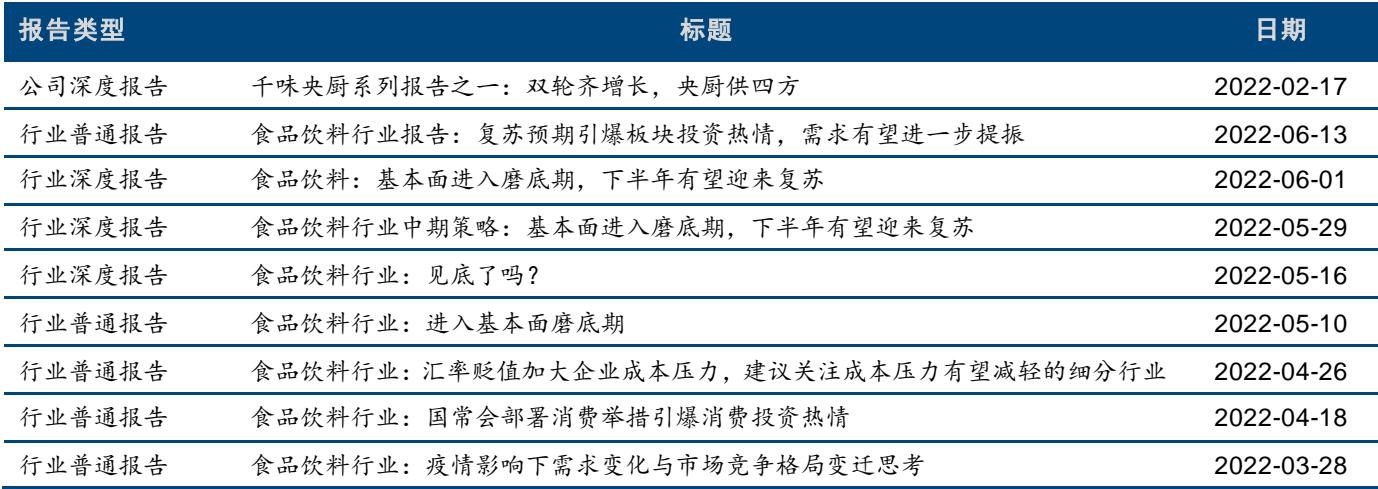 报告类型 标题 日期
公司深度报告 千味央厨系列报告之一：双轮齐增长，央厨供四方 2022-02-17
行业普通报告 食品饮料行业报告：复苏预期引爆板块投资热情，需求有望进一步提振 2022-06-13
行业深度报告 食品饮料：基本面进入磨底期，下半年有望迎来复苏 2022-06-01
行业深度报告 食品饮料行业中期策略：基本面进入磨底期，下半年有望迎来复苏 2022-05-29
行业深度报告 食品饮料行业：见底了吗？ 2022-05-16
行业普通报告 食品饮料行业：进入基本面磨底期 2022-05-10
行业普通报告 食品饮料行业：汇率贬值加大企业成本压力，建议关注成本压力有望减轻的细分行业 2022-04-26
行业普通报告 食品饮料行业：国常会部署消费举措引爆消费投资热情 2022-04-18
行业普通报告 食品饮料行业：疫情影响下需求变化与市场竞争格局变迁思考 2022-03-28